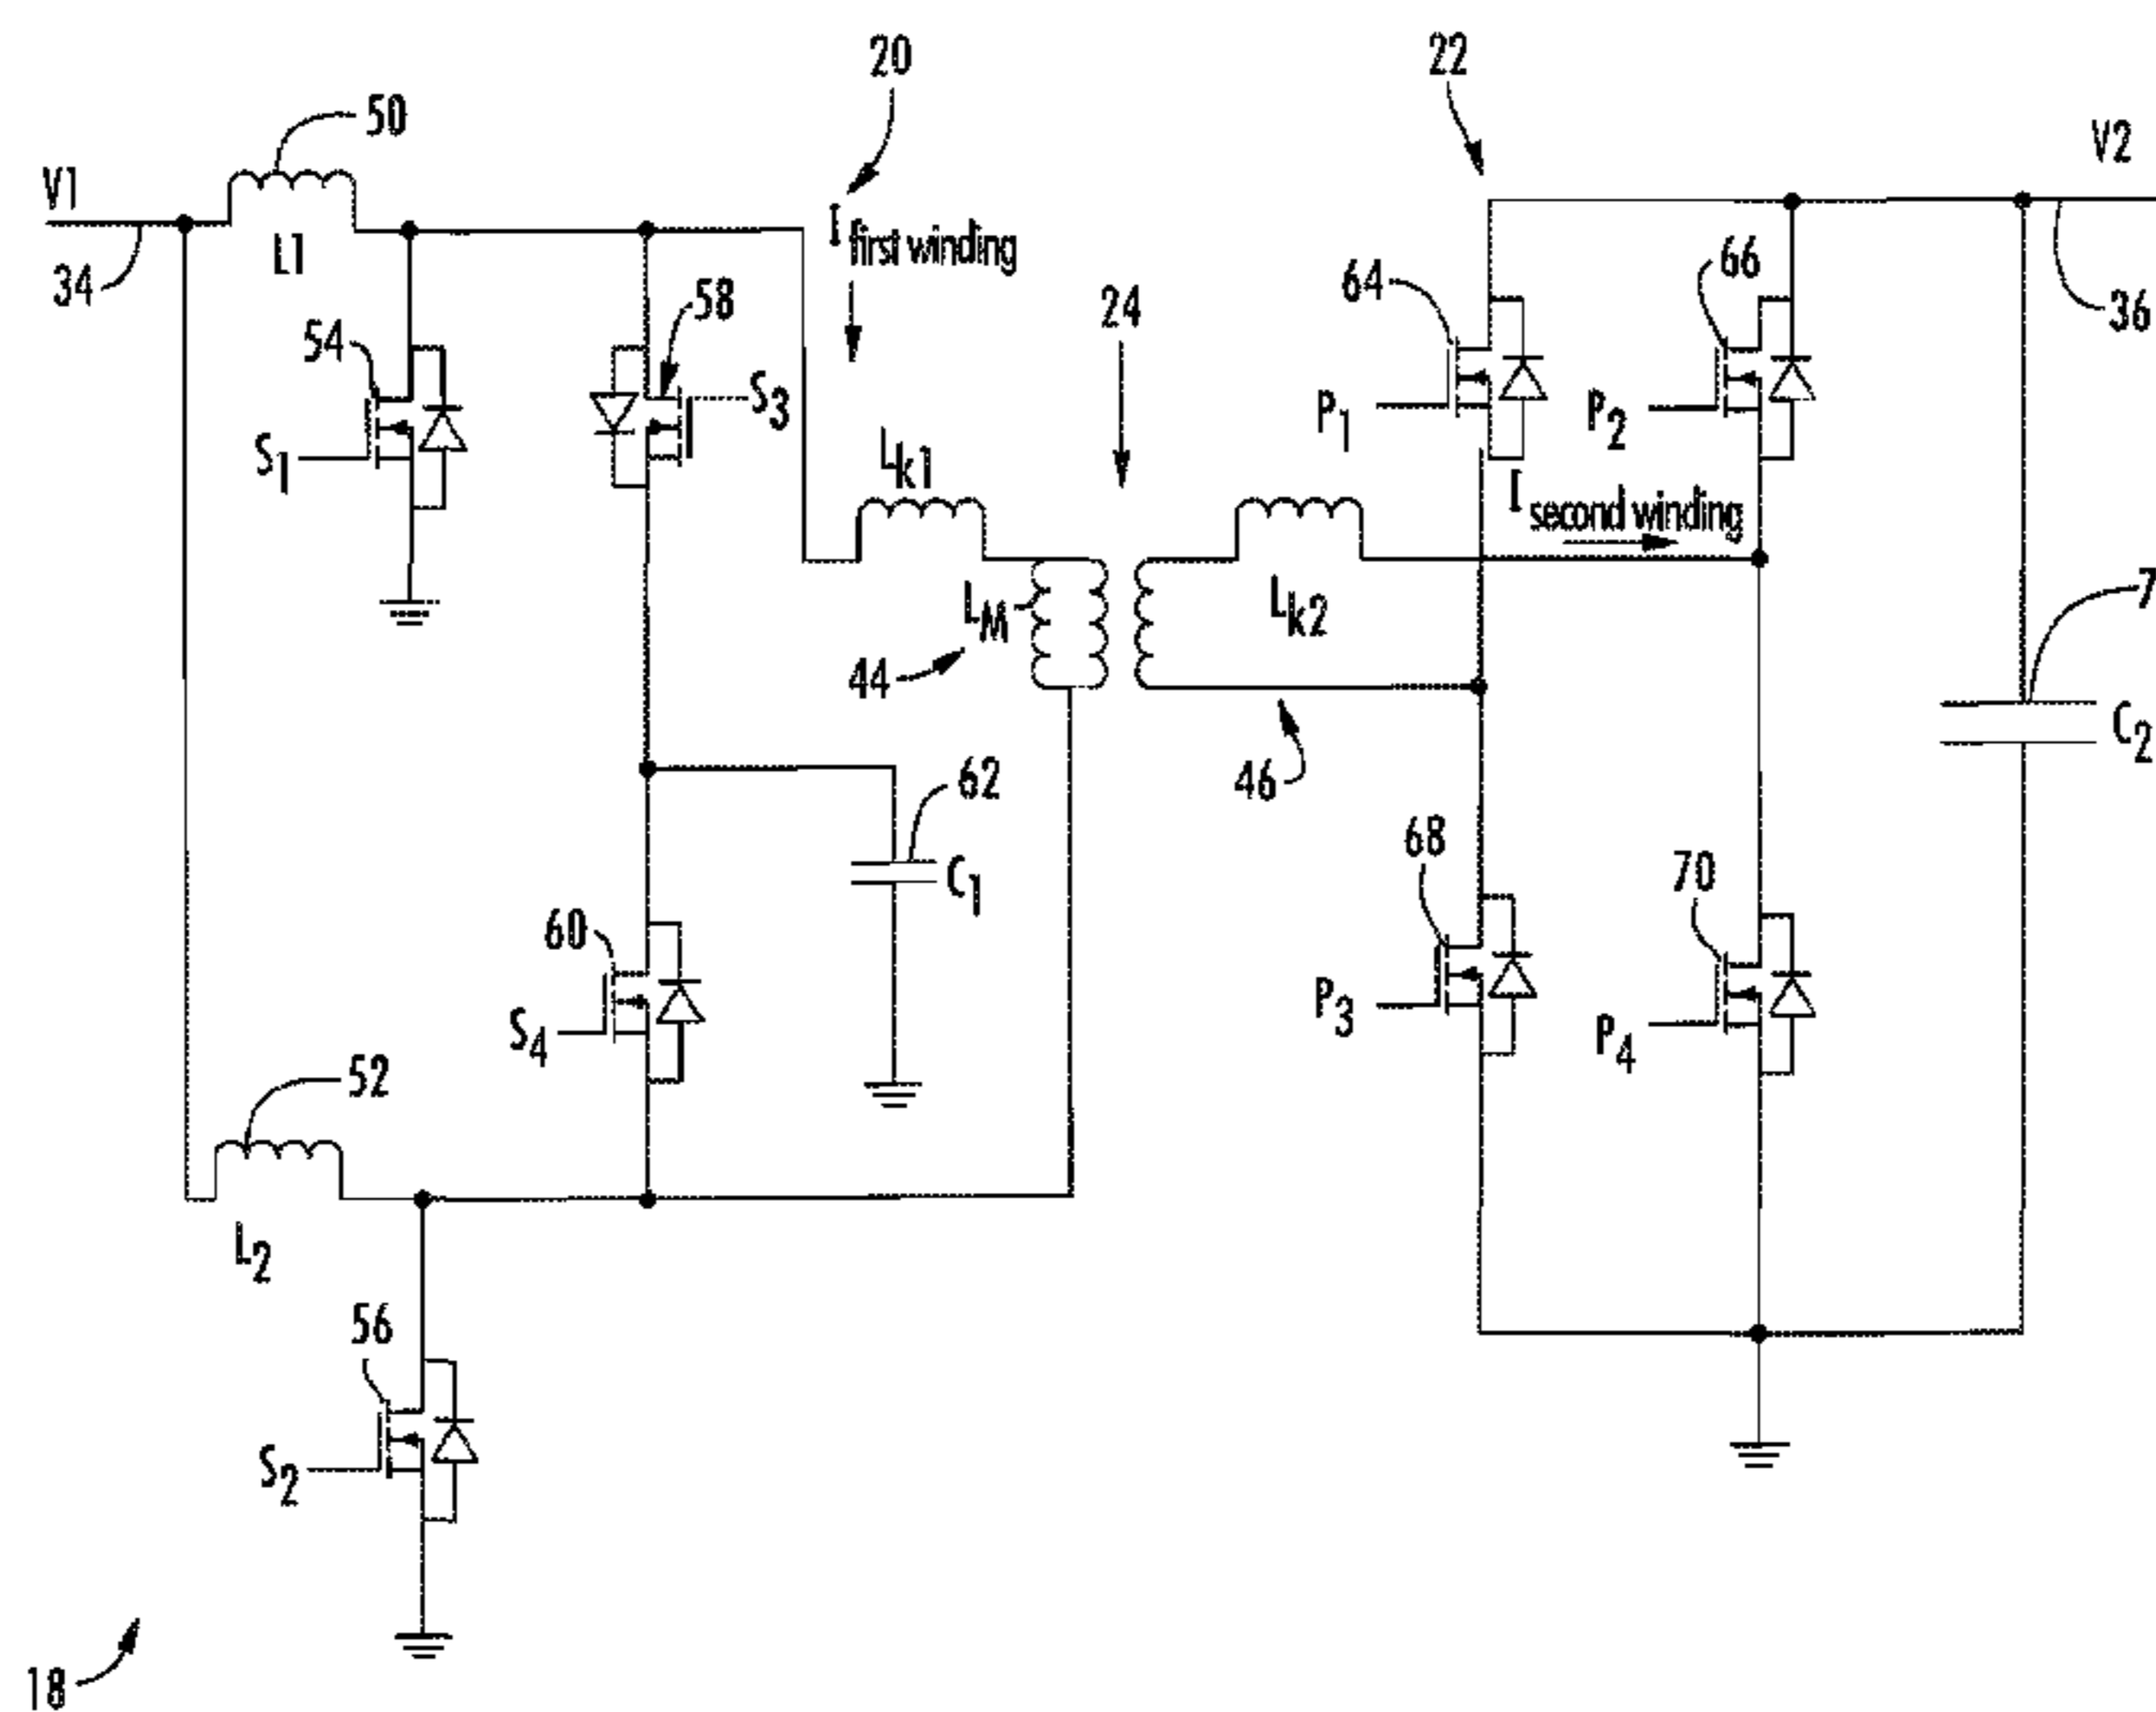 20
22
50
V1
V2
I first winding
L1
34
58
64
66
36
24
54
S3
P1
P2
S1
Lk1
I second winding
LM
Lk2
7
44
C2
62
46
C1
68
70
60
P3
S4
P4
52
L2
56
S2
18